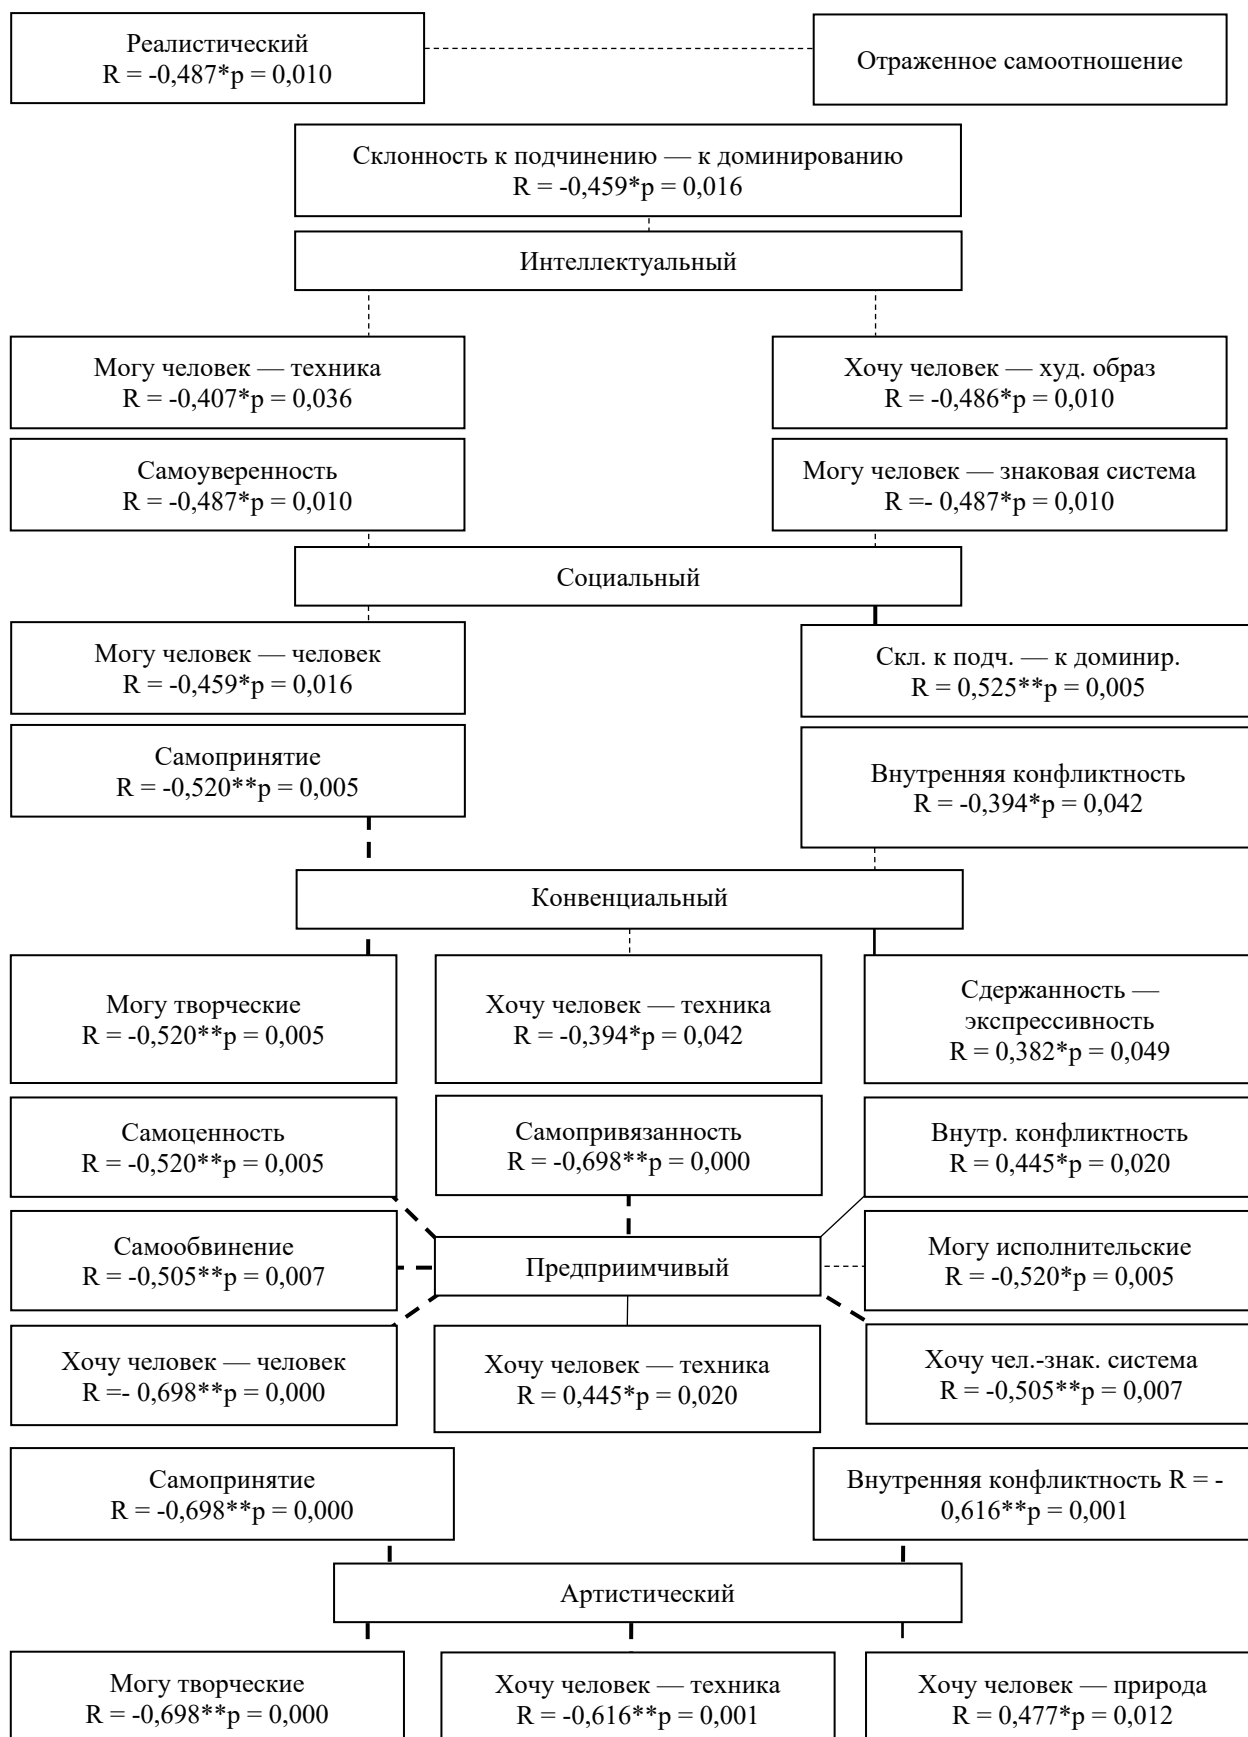 Реалистический
R = -0,487*p = 0,010
Отраженное самоотношение
Склонность к подчинению — к доминированию
R = -0,459*p = 0,016
Интеллектуальный
Могу человек — техника
R = -0,407*p = 0,036
Хочу человек — худ. образ
R = -0,486*p = 0,010
Самоуверенность
R = -0,487*p = 0,010
Могу человек — знаковая система
R =- 0,487*p = 0,010
Социальный
Могу человек — человек
R = -0,459*p = 0,016
Скл. к подч. — к доминир.
R = 0,525**p = 0,005
Самопринятие
R = -0,520**p = 0,005
Внутренняя конфликтность
R = -0,394*p = 0,042
Конвенциальный
Могу творческие
R = -0,520**p = 0,005
Хочу человек — техника
R = -0,394*p = 0,042
Сдержанность —
экспрессивность
R = 0,382*p = 0,049
Самоценность
R = -0,520**p = 0,005
Самопривязанность
R = -0,698**p = 0,000
Внутр. конфликтность
R = 0,445*p = 0,020
Самообвинение
R = -0,505**p = 0,007
Предприимчивый
Могу исполнительские
R = -0,520*p = 0,005
Хочу человек — человек
R =- 0,698**p = 0,000
Хочу человек — техника
R = 0,445*p = 0,020
Хочу чел.-знак. система
R = -0,505**p = 0,007
Самопринятие
R = -0,698**p = 0,000
Внутренняя конфликтность R = -
0,616**p = 0,001
Артистический
Могу творческие
R = -0,698**p = 0,000
Хочу человек — техника
R = -0,616**p = 0,001
Хочу человек — природа
R = 0,477*p = 0,012